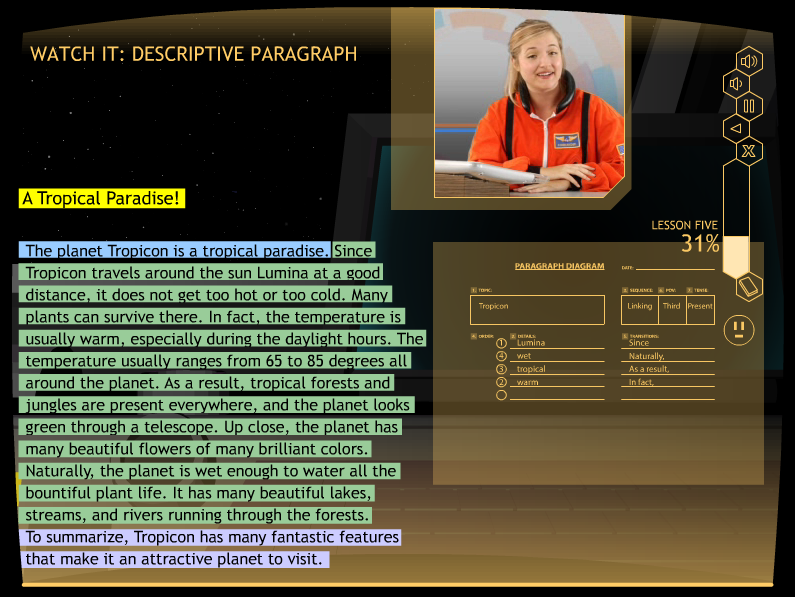 WATCH IT: DESCRIPTIVE PARAGRAPH
A Tropical Paradise!
The planet Tropicon is a tropical paradise. Since
Tropicon travels around the sun Lumina at a good
distance, it does not get too hot or too cold. Many
plants can survive there. In fact, the temperature is
usually warm, especially during the daylight hours. The
temperature usually ranges from 65 to 85 degrees all
around the planet. As a result, tropical forests and
jungles are present everywhere, and the planet looks
green through a telescope. Up close, the planet has
many beautiful flowers of many brilliant colors.
Naturally, the planet is wet enough to water all the
bountiful plant life. It has many beautiful lakes,
streams, and rivers running through the forests.
To summarize, Tropicon has many fantastic features
that make it an attractive planet to visit.
LESSON FIVE
31%
PARAGRAPH DIAGRAM DATE:
TOPIC: SEQUENCE: POV: TENSE:
Tropicon Linking Third Present
ORDER DETAILS: TRANSITIONS:
1 Lumina Since
4 wet Naturally,
3 tropical As a result,
2 warm In fact,